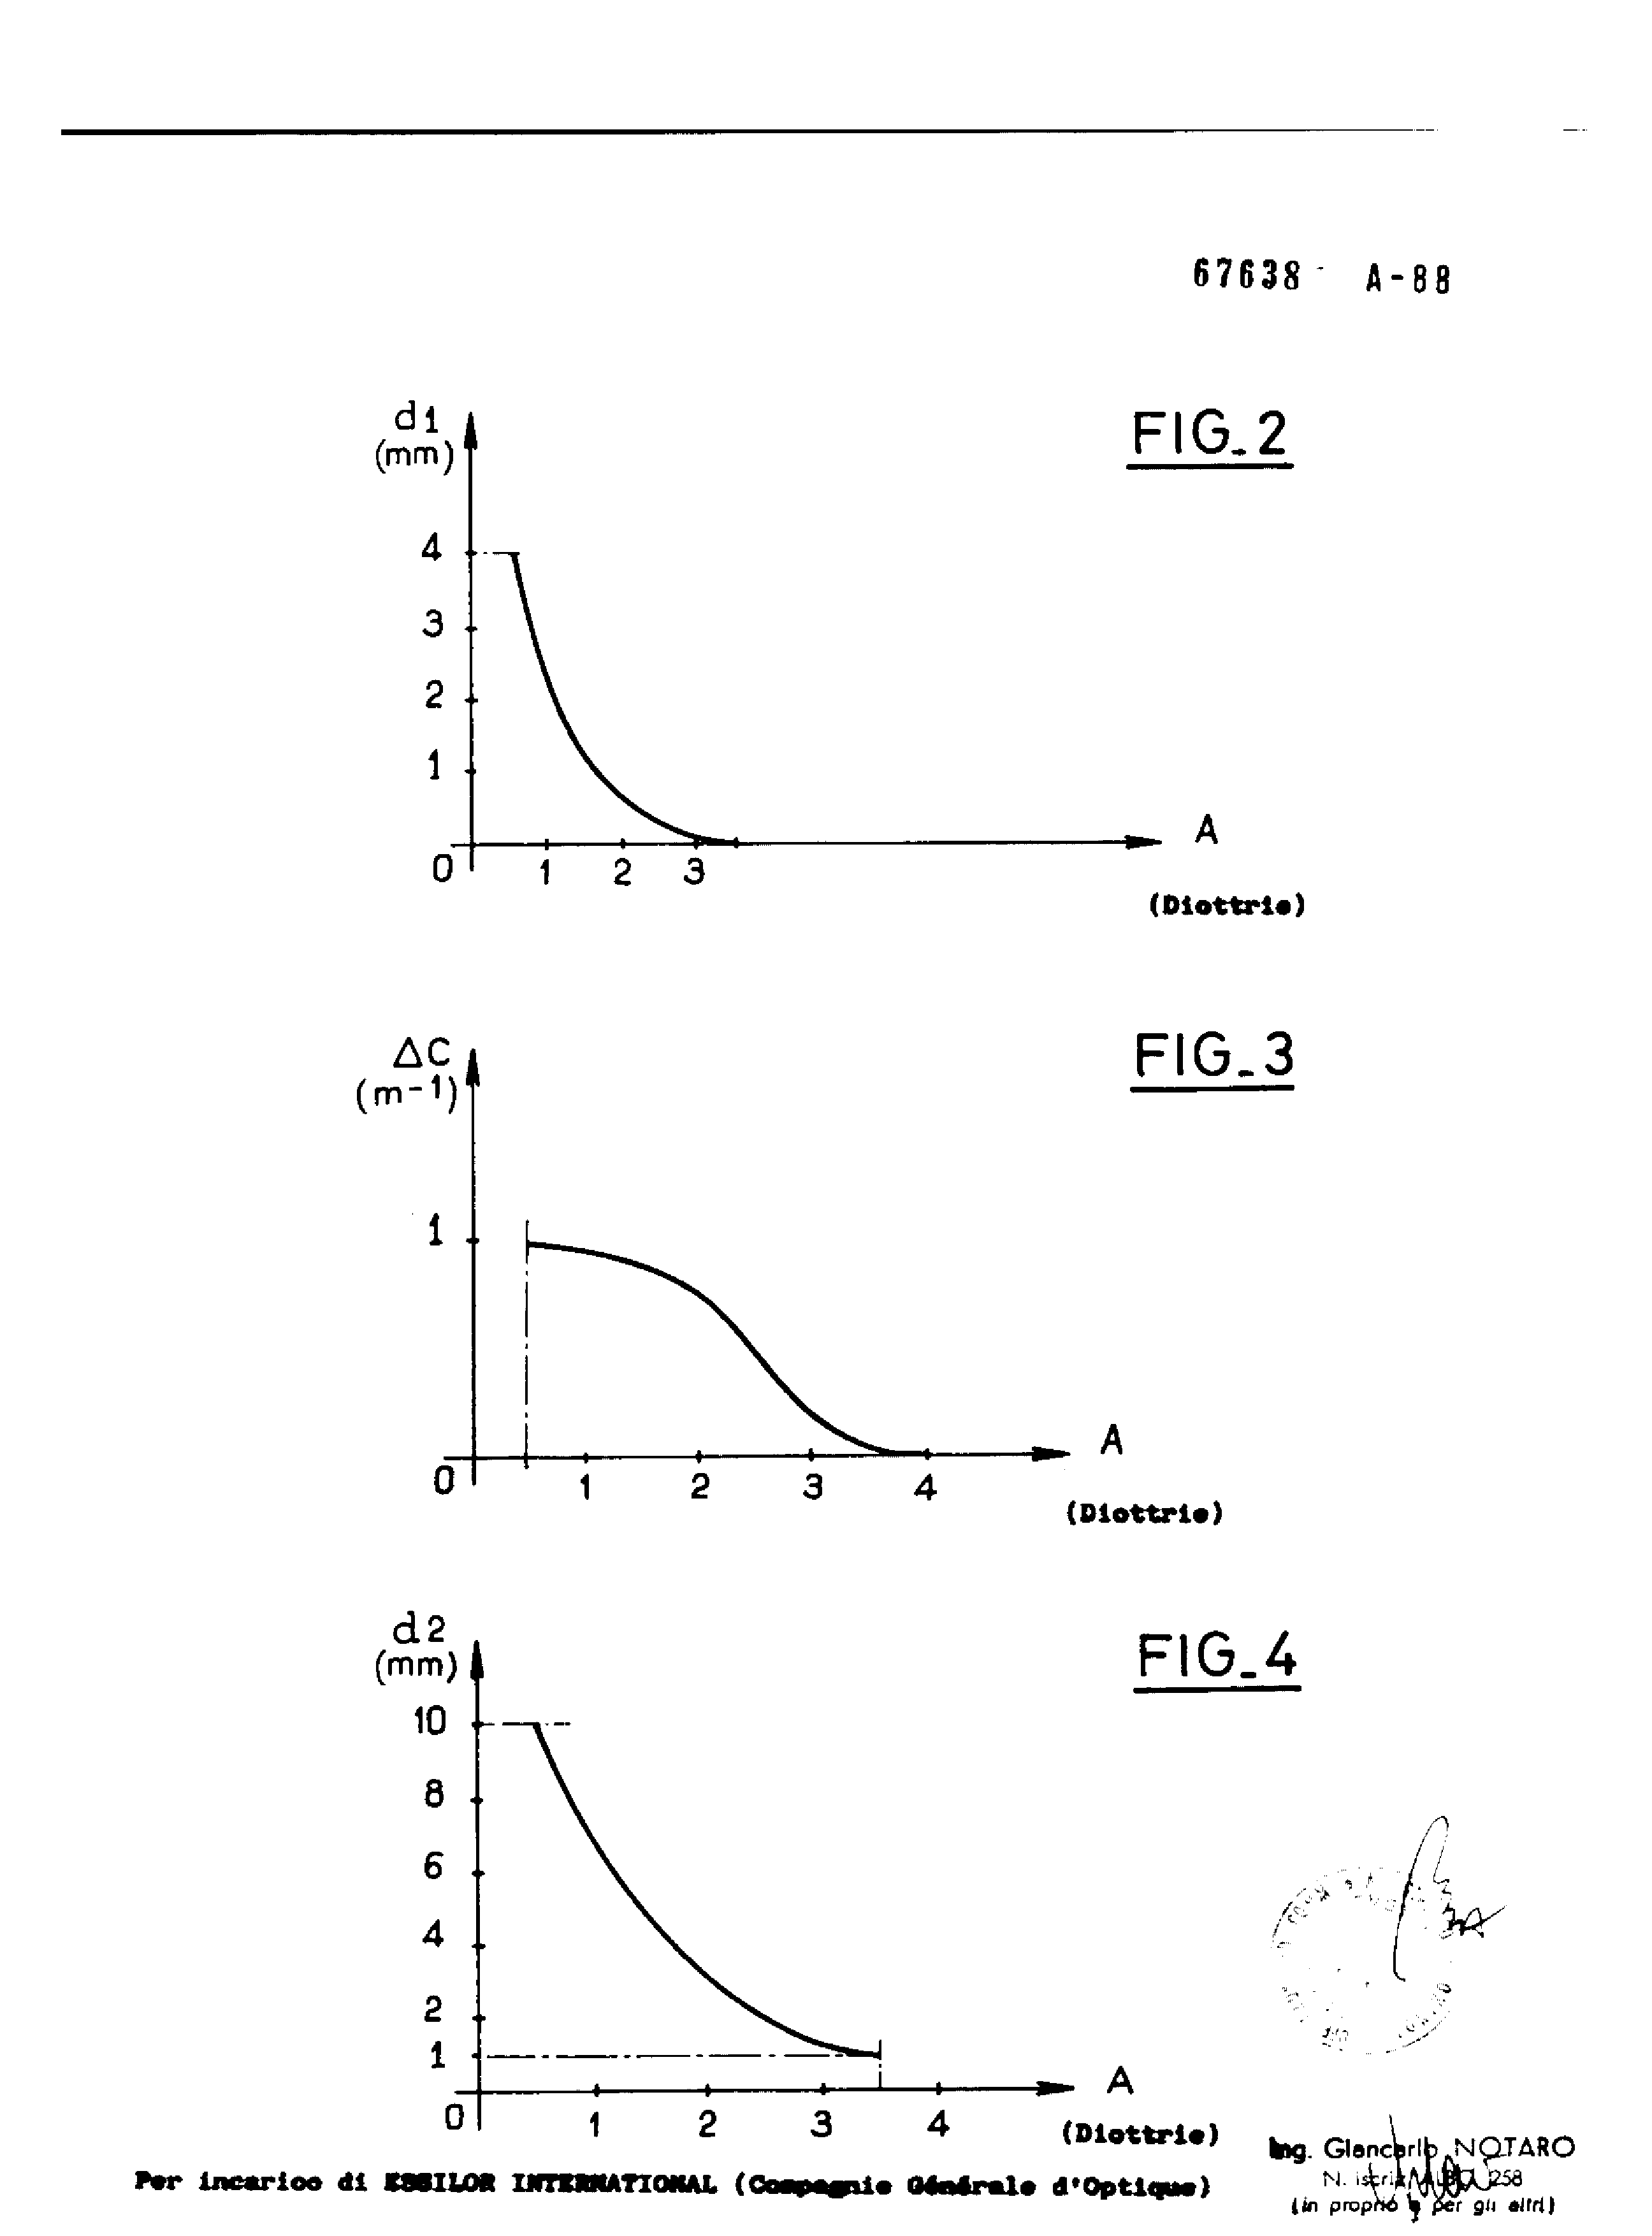 67638 A-88
FIG_2
d1
(mm)
4
3
2
1
0
1 2 3
A
(Diottrie)
FIG_3
ΔC
(m-1)
1
0
1 2 3 4
A
(Diottrie)
FIG_4
d2
(mm)
10
8
6
4
2
1
0
1 2 3 4
A
(Diottrie)
Per incarico di ESSILOR INTERNATIONAL (Compagnie Générale d'Optique)
Ing. Giancarlo NOTARO
N. 258
(in proprio e per gli altri)